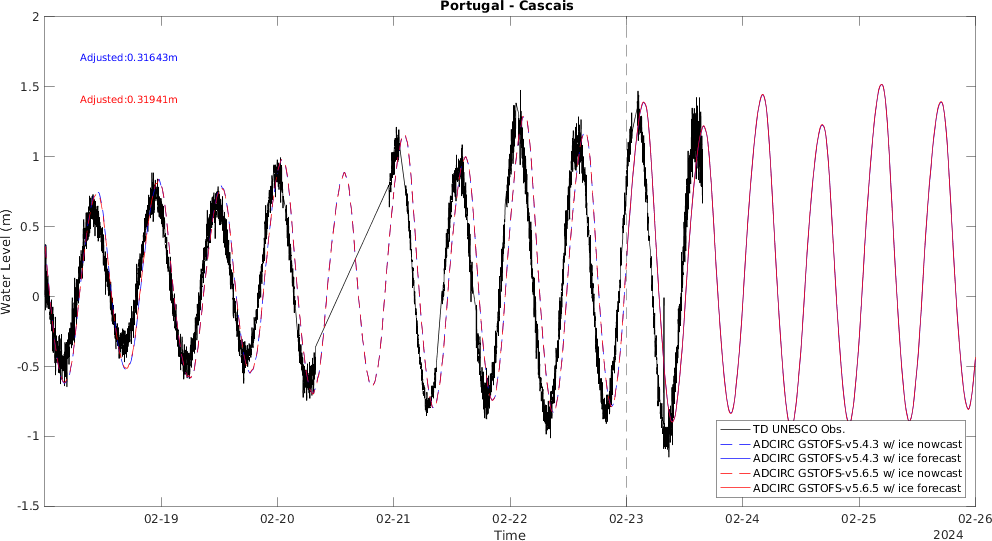 Portugal - Cascais
Adjusted:0.31643m
Adjusted:0.31941m
Water Level (m)
2
1.5
1
0.5
0
-0.5
-1
-1.5
TD UNESCO Obs.
ADCIRC GSTOFS-v5.4.3 w/ ice nowcast
ADCIRC GSTOFS-v5.4.3 w/ ice forecast
ADCIRC GSTOFS-v5.6.5 w/ ice nowcast
ADCIRC GSTOFS-v5.6.5 w/ ice forecast
02-19 02-20 02-21 02-22 02-23 02-24 02-25 02-26
Time
2024